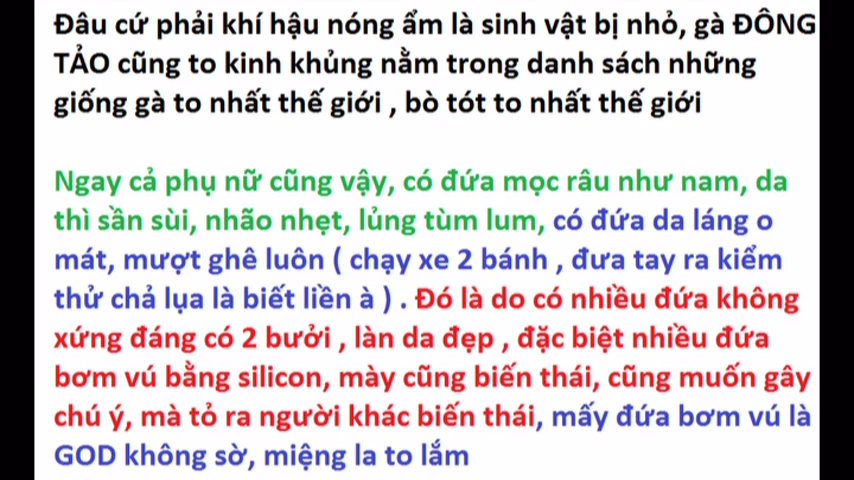 Đâu cứ phải khí hậu nóng ẩm là sinh vật bị nhỏ, gà ĐÔNG
TẢO cũng to kinh khủng nằm trong danh sách những
giống gà to nhất thế giới , bò tót to nhất thế giới
Ngay cả phụ nữ cũng vậy, có đứa mọc râu như nam, da
thì sần sùi, nhão nhẹt, lủng tùm lum, có đứa da láng o
mát, mượt ghê luôn ( chạy xe 2 bánh , đưa tay ra kiểm
thử chả lụa là biết liền à ) . Đó là do có nhiều đứa không
xứng đáng có 2 bưởi , làn da đẹp , đặc biệt nhiều đứa
bơm vú bằng silicon, mày cũng biến thái, cũng muốn gây
chú ý, mà tỏ ra người khác biến thái, mấy đứa bơm vú là
GOD không sờ, miệng la to lắm